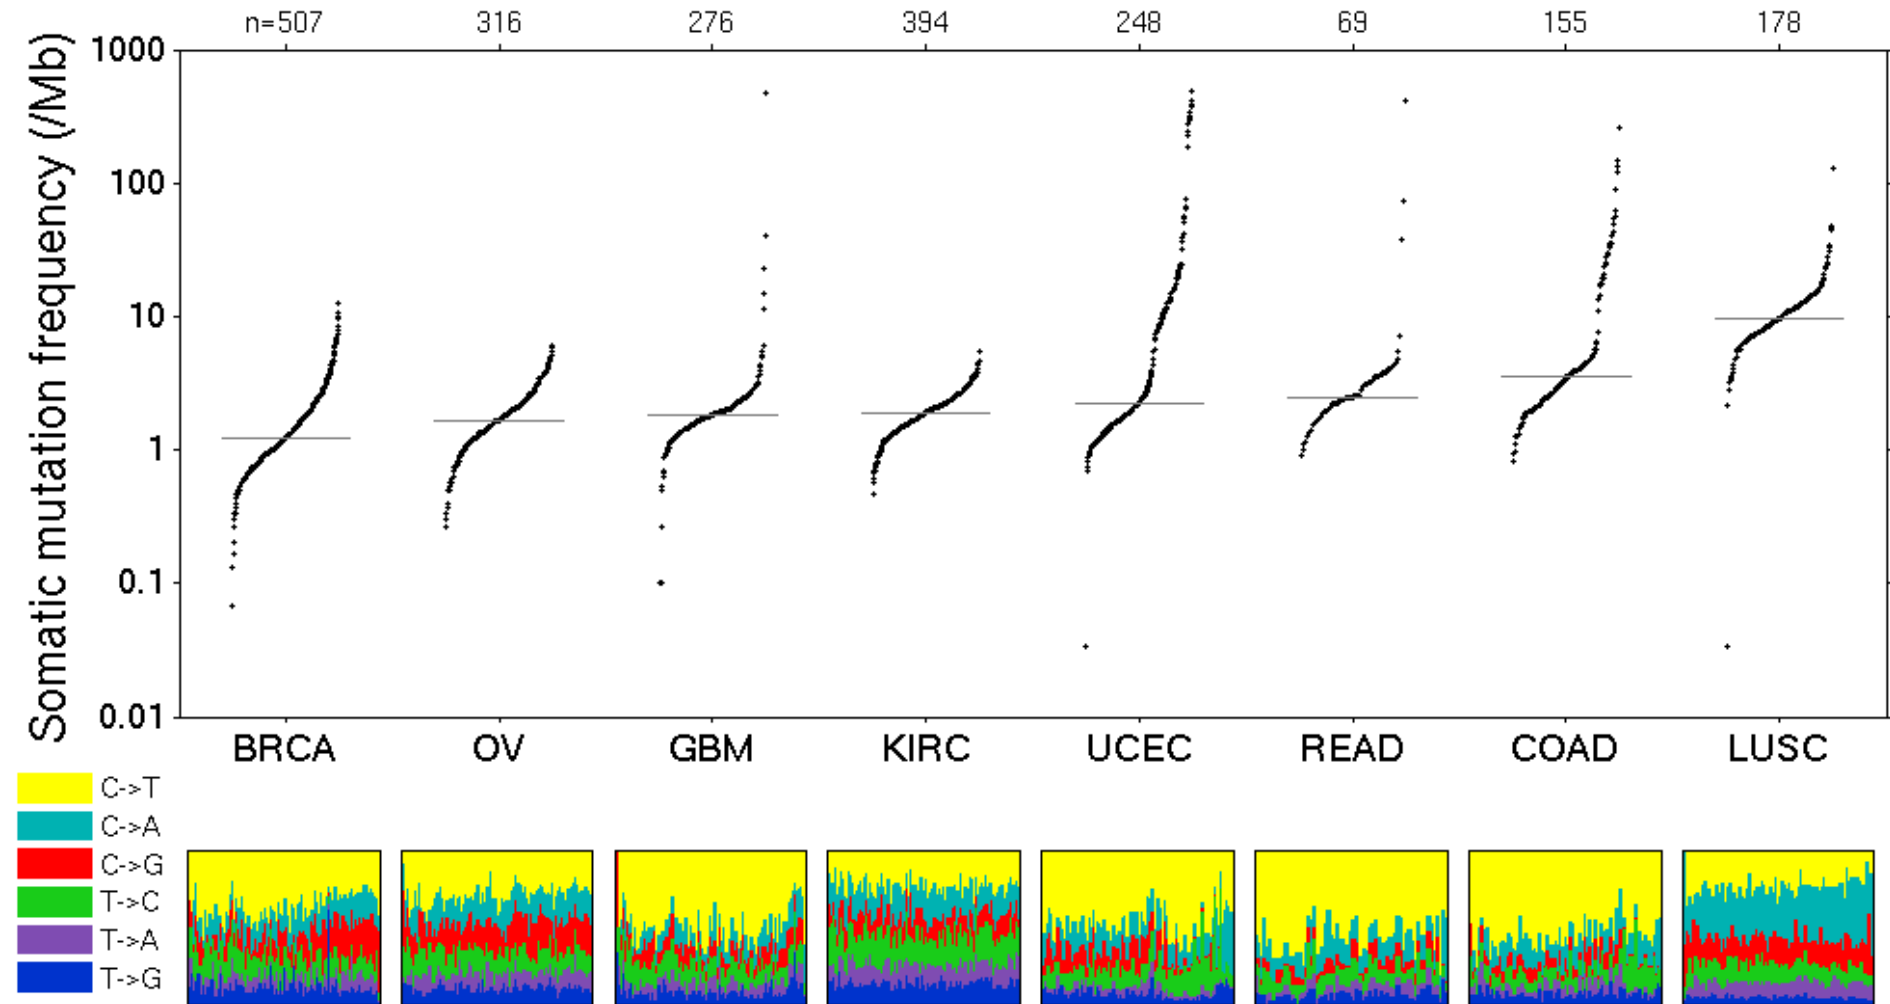 n=507 316 276 394 248 69 155 178
Somatic mutation frequency (/Mb)
1000
100
10
1
0.1
0.01
BRCA OV GBM KIRC UCEC READ COAD LUSC
C->T
C->A
C->G
T->C
T->A
T->G